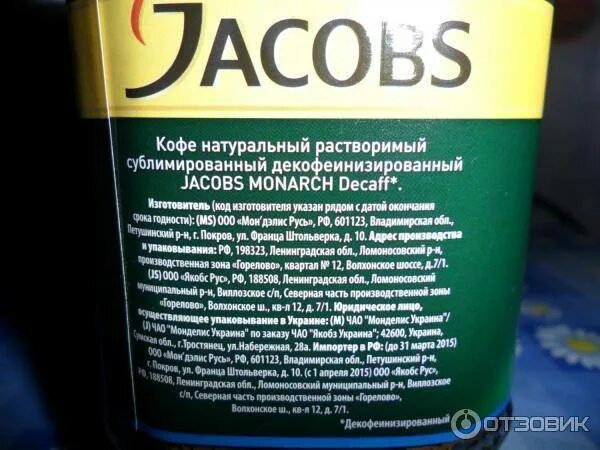 JACOBS
Кофе натуральный растворимый
сублимированный декофеинизированный
JACOBS MONARCH Decaff*.
Изготовитель (код изготовителя указан рядом с датой окончания
срока годности): (MS) ООО «Мон'дэлис Русь», РФ, 601123, Владимирская обл.,
Петушинский р-н, г. Покров, ул. Франца Штольверка, д. 10. Адрес производства
и упаковывания: РФ, 198323, Ленинградская обл., Ломоносовский р-н,
производственная зона «Горелово», квартал № 12, Волхонское шоссе, д.7/1.
(JS) ООО «Якобс Рус», РФ, 188508, Ленинградская обл., Ломоносовский
муниципальный р-н, Виллозское с/п, Северная часть производственной зоны
«Горелово», Волхонское ш., кв-л 12, д. 7/1. Юридическое лицо,
осуществляющее упаковывание в Украине: (M) ЧАО "Монделис Украина"/
(J) ЧАО "Монделис Украина" по заказу ЧАО "Якобз Украина"; 42600, Украина,
Сумская обл., г.Тростянец, ул.Набережная, 28а. Импортер в РФ: (до 31 марта 2015)
ООО «Мон'дэлис Русь», РФ, 601123, Владимирская обл., Петушинский р-н,
г. Покров, ул. Франца Штольверка, д. 10. (с 1 апреля 2015) ООО «Якобс Рус»,
РФ, 188508, Ленинградская обл., Ломоносовский муниципальный р-н, Виллозское
с/п, Северная часть производственной зоны «Горелово»,
Волхонское ш., кв-л 12, д. 7/1.
*Декофеинизированный
ОТЗОВИК